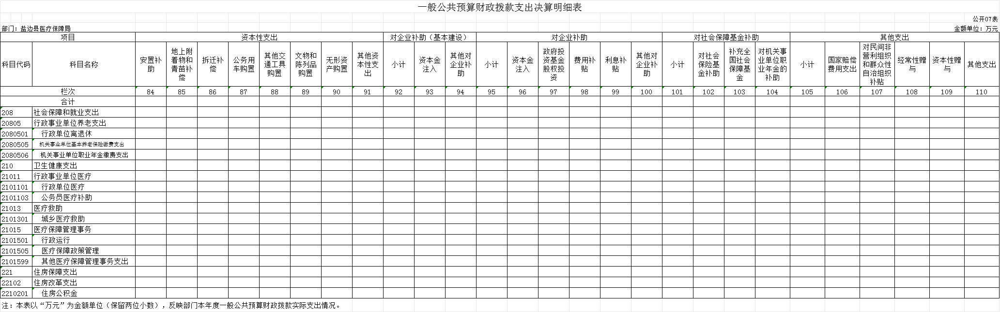 一般公共预算财政拨款支出决算明细表
公开07表
部门：盐边县医疗保障局 金额单位：万元
项目 资本性支出 对企业补助（基本建设） 对企业补助 对社会保障基金补助 其他支出
科目代码 科目名称 安置补助 地上附着物和青苗补偿 拆迁补偿 公务用车购置 其他交通工具购置 文物和陈列品购置 无形资产购置 其他资本性支出 小计 资本金注入 其他对企业补助 小计 资本金注入 政府投资基金股权投资 费用补贴 利息补贴 其他对企业补助 小计 对社会保险基金补助 补充全国社会保障基金 对机关事业单位职业年金的补助 小计 国家赔偿费用支出 对民间非营利组织和群众性自治组织补贴 经常性赠与 资本性赠与 其他支出
栏次 84 85 86 87 88 89 90 91 92 93 94 95 96 97 98 99 100 101 102 103 104 105 106 107 108 109 110
合计
208 社会保障和就业支出
20805 行政事业单位养老支出
2080501 行政单位离退休
2080505 机关事业单位基本养老保险缴费支出
2080506 机关事业单位职业年金缴费支出
210 卫生健康支出
21011 行政事业单位医疗
2101101 行政单位医疗
2101103 公务员医疗补助
21013 医疗救助
2101301 城乡医疗救助
21015 医疗保障管理事务
2101501 行政运行
2101505 医疗保障政策管理
2101599 其他医疗保障管理事务支出
221 住房保障支出
22102 住房改革支出
2210201 住房公积金
注：本表以“万元”为金额单位（保留两位小数），反映部门本年度一般公共预算财政拨款实际支出情况。